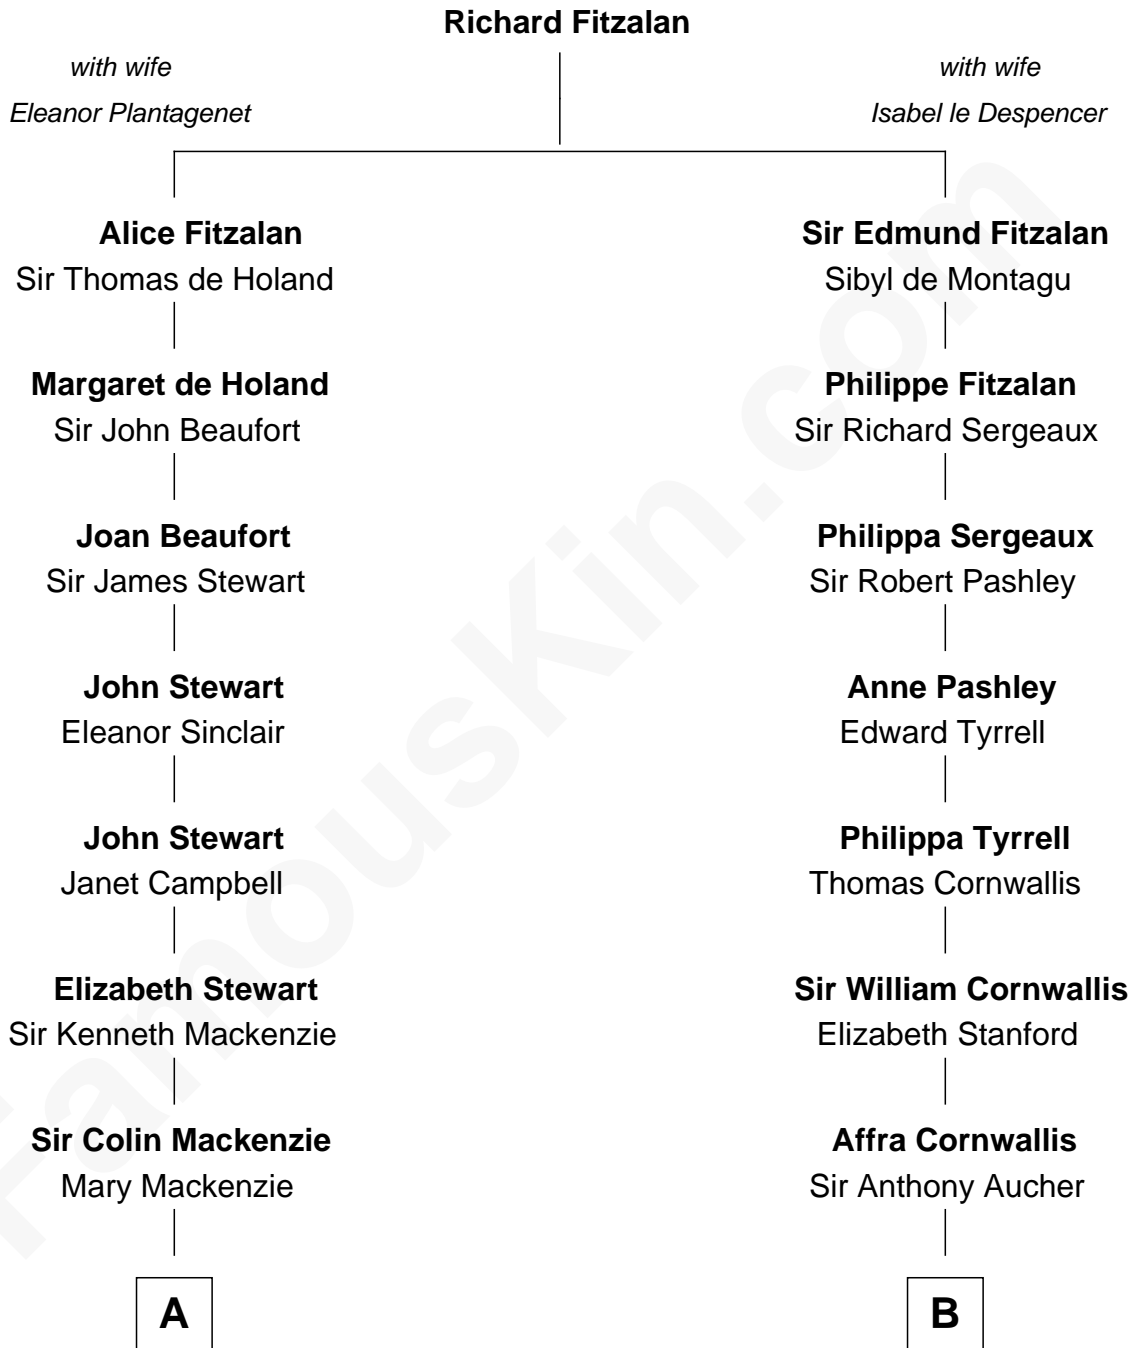 Richard Fitzalan
with wife
Eleanor Plantagenet
with wife
Isabel le Despencer
Alice Fitzalan
Sir Thomas de Holand
Margaret de Holand
Sir John Beaufort
Joan Beaufort
Sir James Stewart
John Stewart
Eleanor Sinclair
John Stewart
Janet Campbell
Elizabeth Stewart
Sir Kenneth Mackenzie
Sir Colin Mackenzie
Mary Mackenzie
A
Sir Edmund Fitzalan
Sibyl de Montagu
Philippe Fitzalan
Sir Richard Sergeaux
Philippa Sergeaux
Sir Robert Pashley
Anne Pashley
Edward Tyrrell
Philippa Tyrrell
Thomas Cornwallis
Sir William Cornwallis
Elizabeth Stanford
Affra Cornwallis
Sir Anthony Aucher
B
FamousKin.com